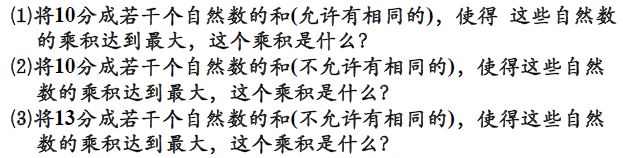 ⑴将10分成若干个自然数的和(允许有相同的)，使得 这些自然数
的乘积达到最大，这个乘积是什么？
⑵将10分成若干个自然数的和(不允许有相同的)，使得这些自然
数的乘积达到最大，这个乘积是什么？
⑶将13分成若干个自然数的和(不允许有相同的)，使得这些自然
数的乘积达到最大，这个乘积是什么？